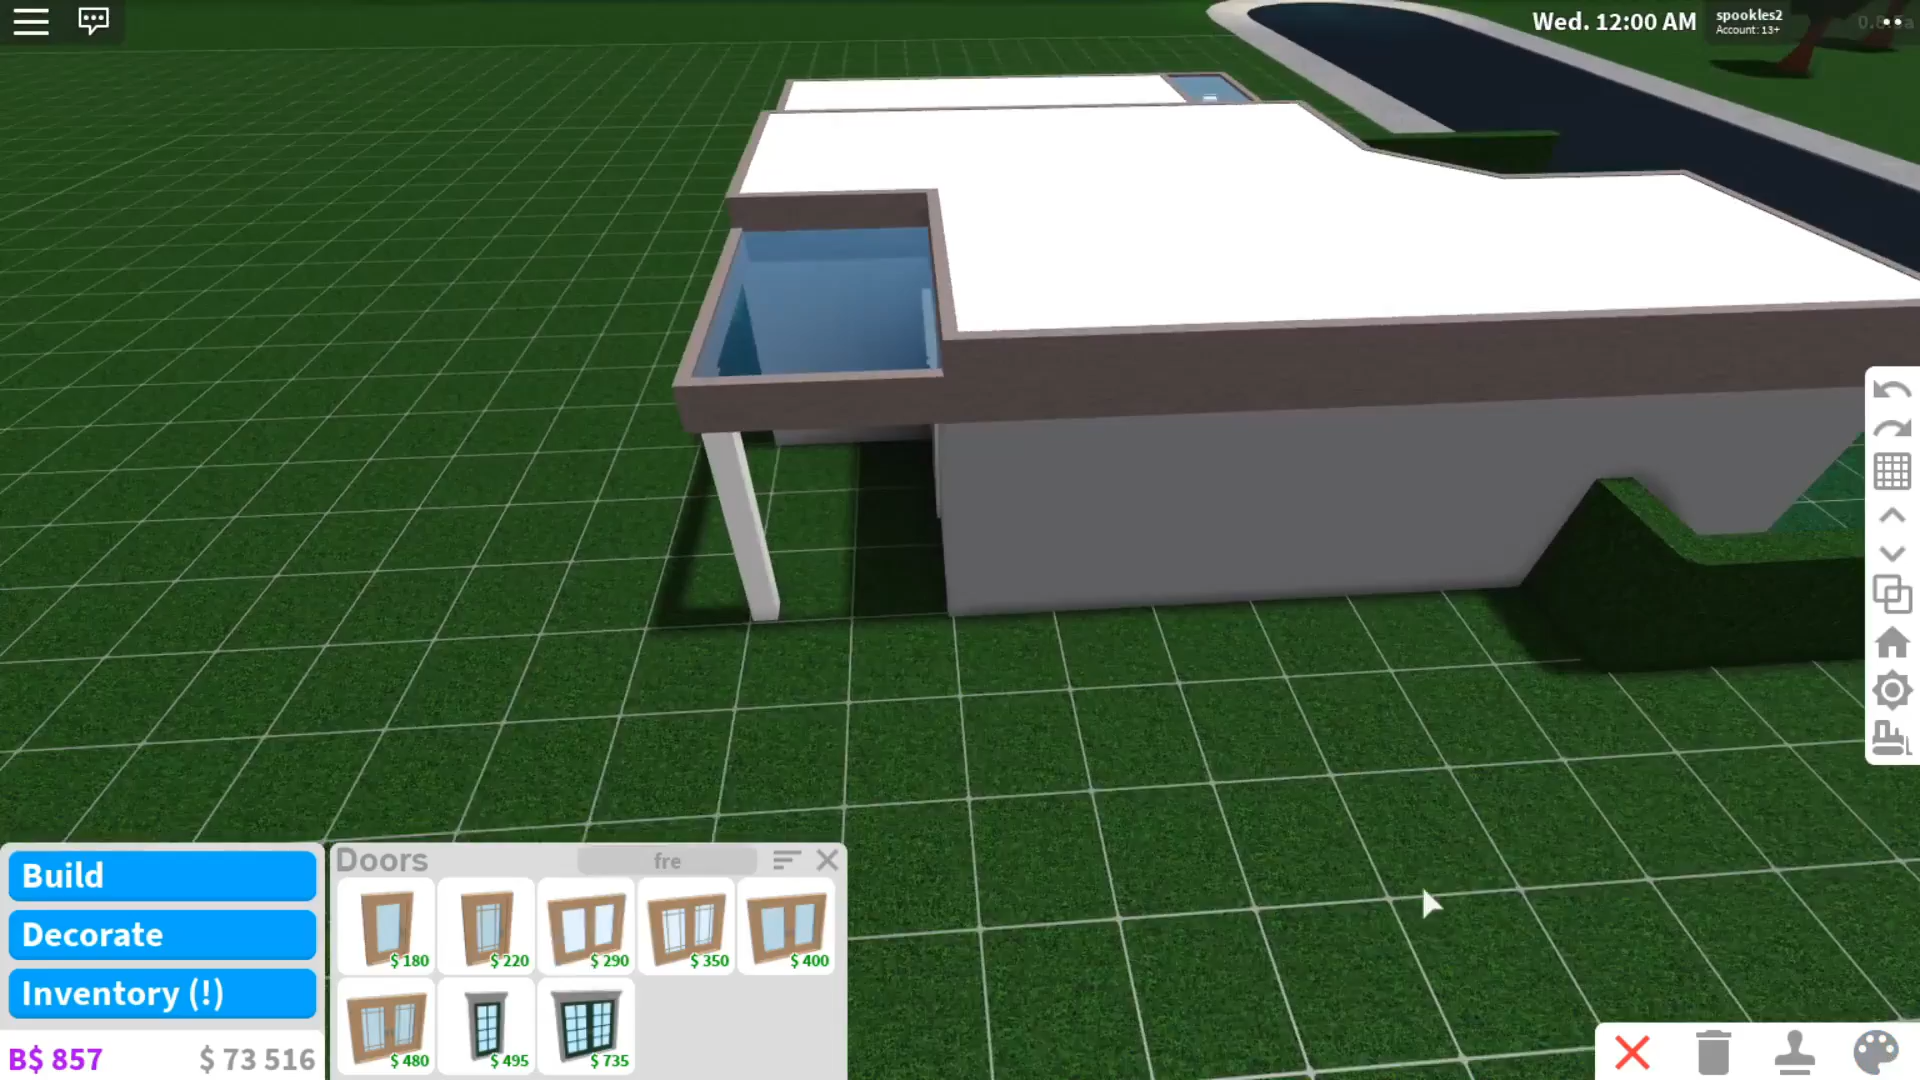 Wed. 12:00 AM
spookles2
Account: 13+
Build
Decorate
Inventory (!)
B$ 857
$ 73 516
Doors
fre
$ 180
$ 220
$ 290
$ 350
$ 400
$ 480
$ 495
$ 735